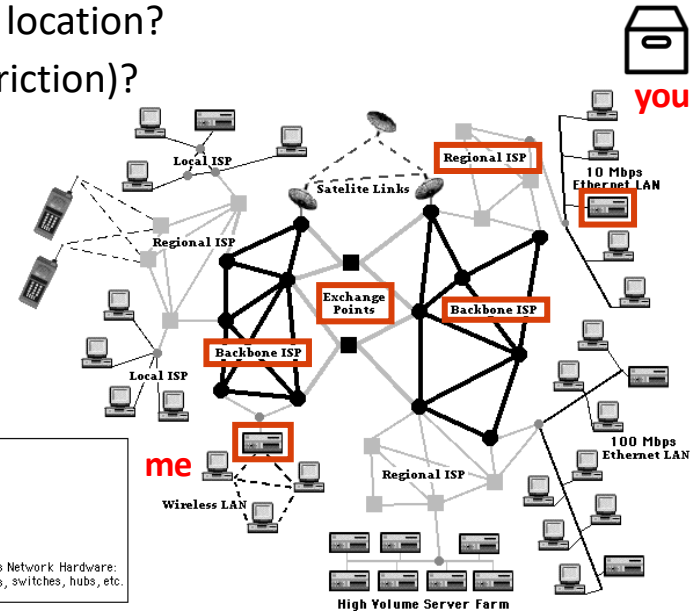 location?
riction)?
you
Local ISP
Regional ISP
Satelite Links
10 Mbps
Ethernet LAN
Regional ISP
Exchange
Points
Backbone ISP
Backbone ISP
Local ISP
me
Wireless LAN
Regional ISP
100 Mbps
Ethernet LAN
s Network Hardware:
s, switches, hubs, etc.
High Volume Server Farm